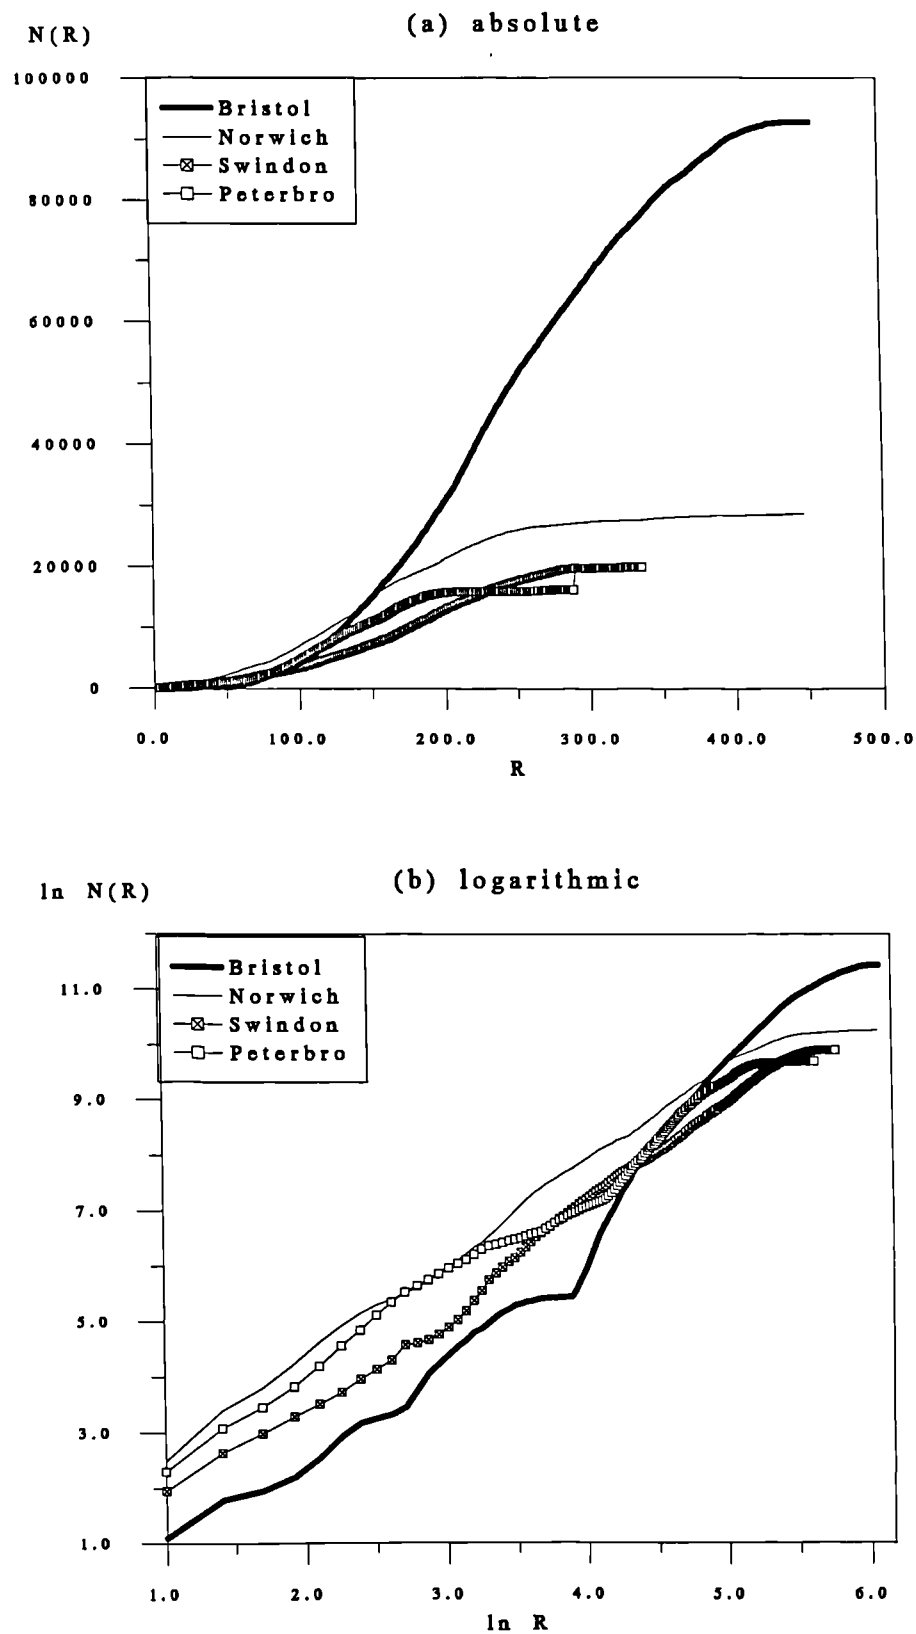 (a) absolute
N(R)
100000
Bristol
Norwich
Swindon
Peterbro
80000
60000
40000
20000
0
0.0 100.0 200.0 300.0 400.0 500.0
R
(b) logarithmic
ln N(R)
Bristol
11.0
Norwich
Swindon
Peterbro
9.0
7.0
5.0
3.0
1.0
1.0 2.0 3.0 4.0 5.0 6.0
ln R